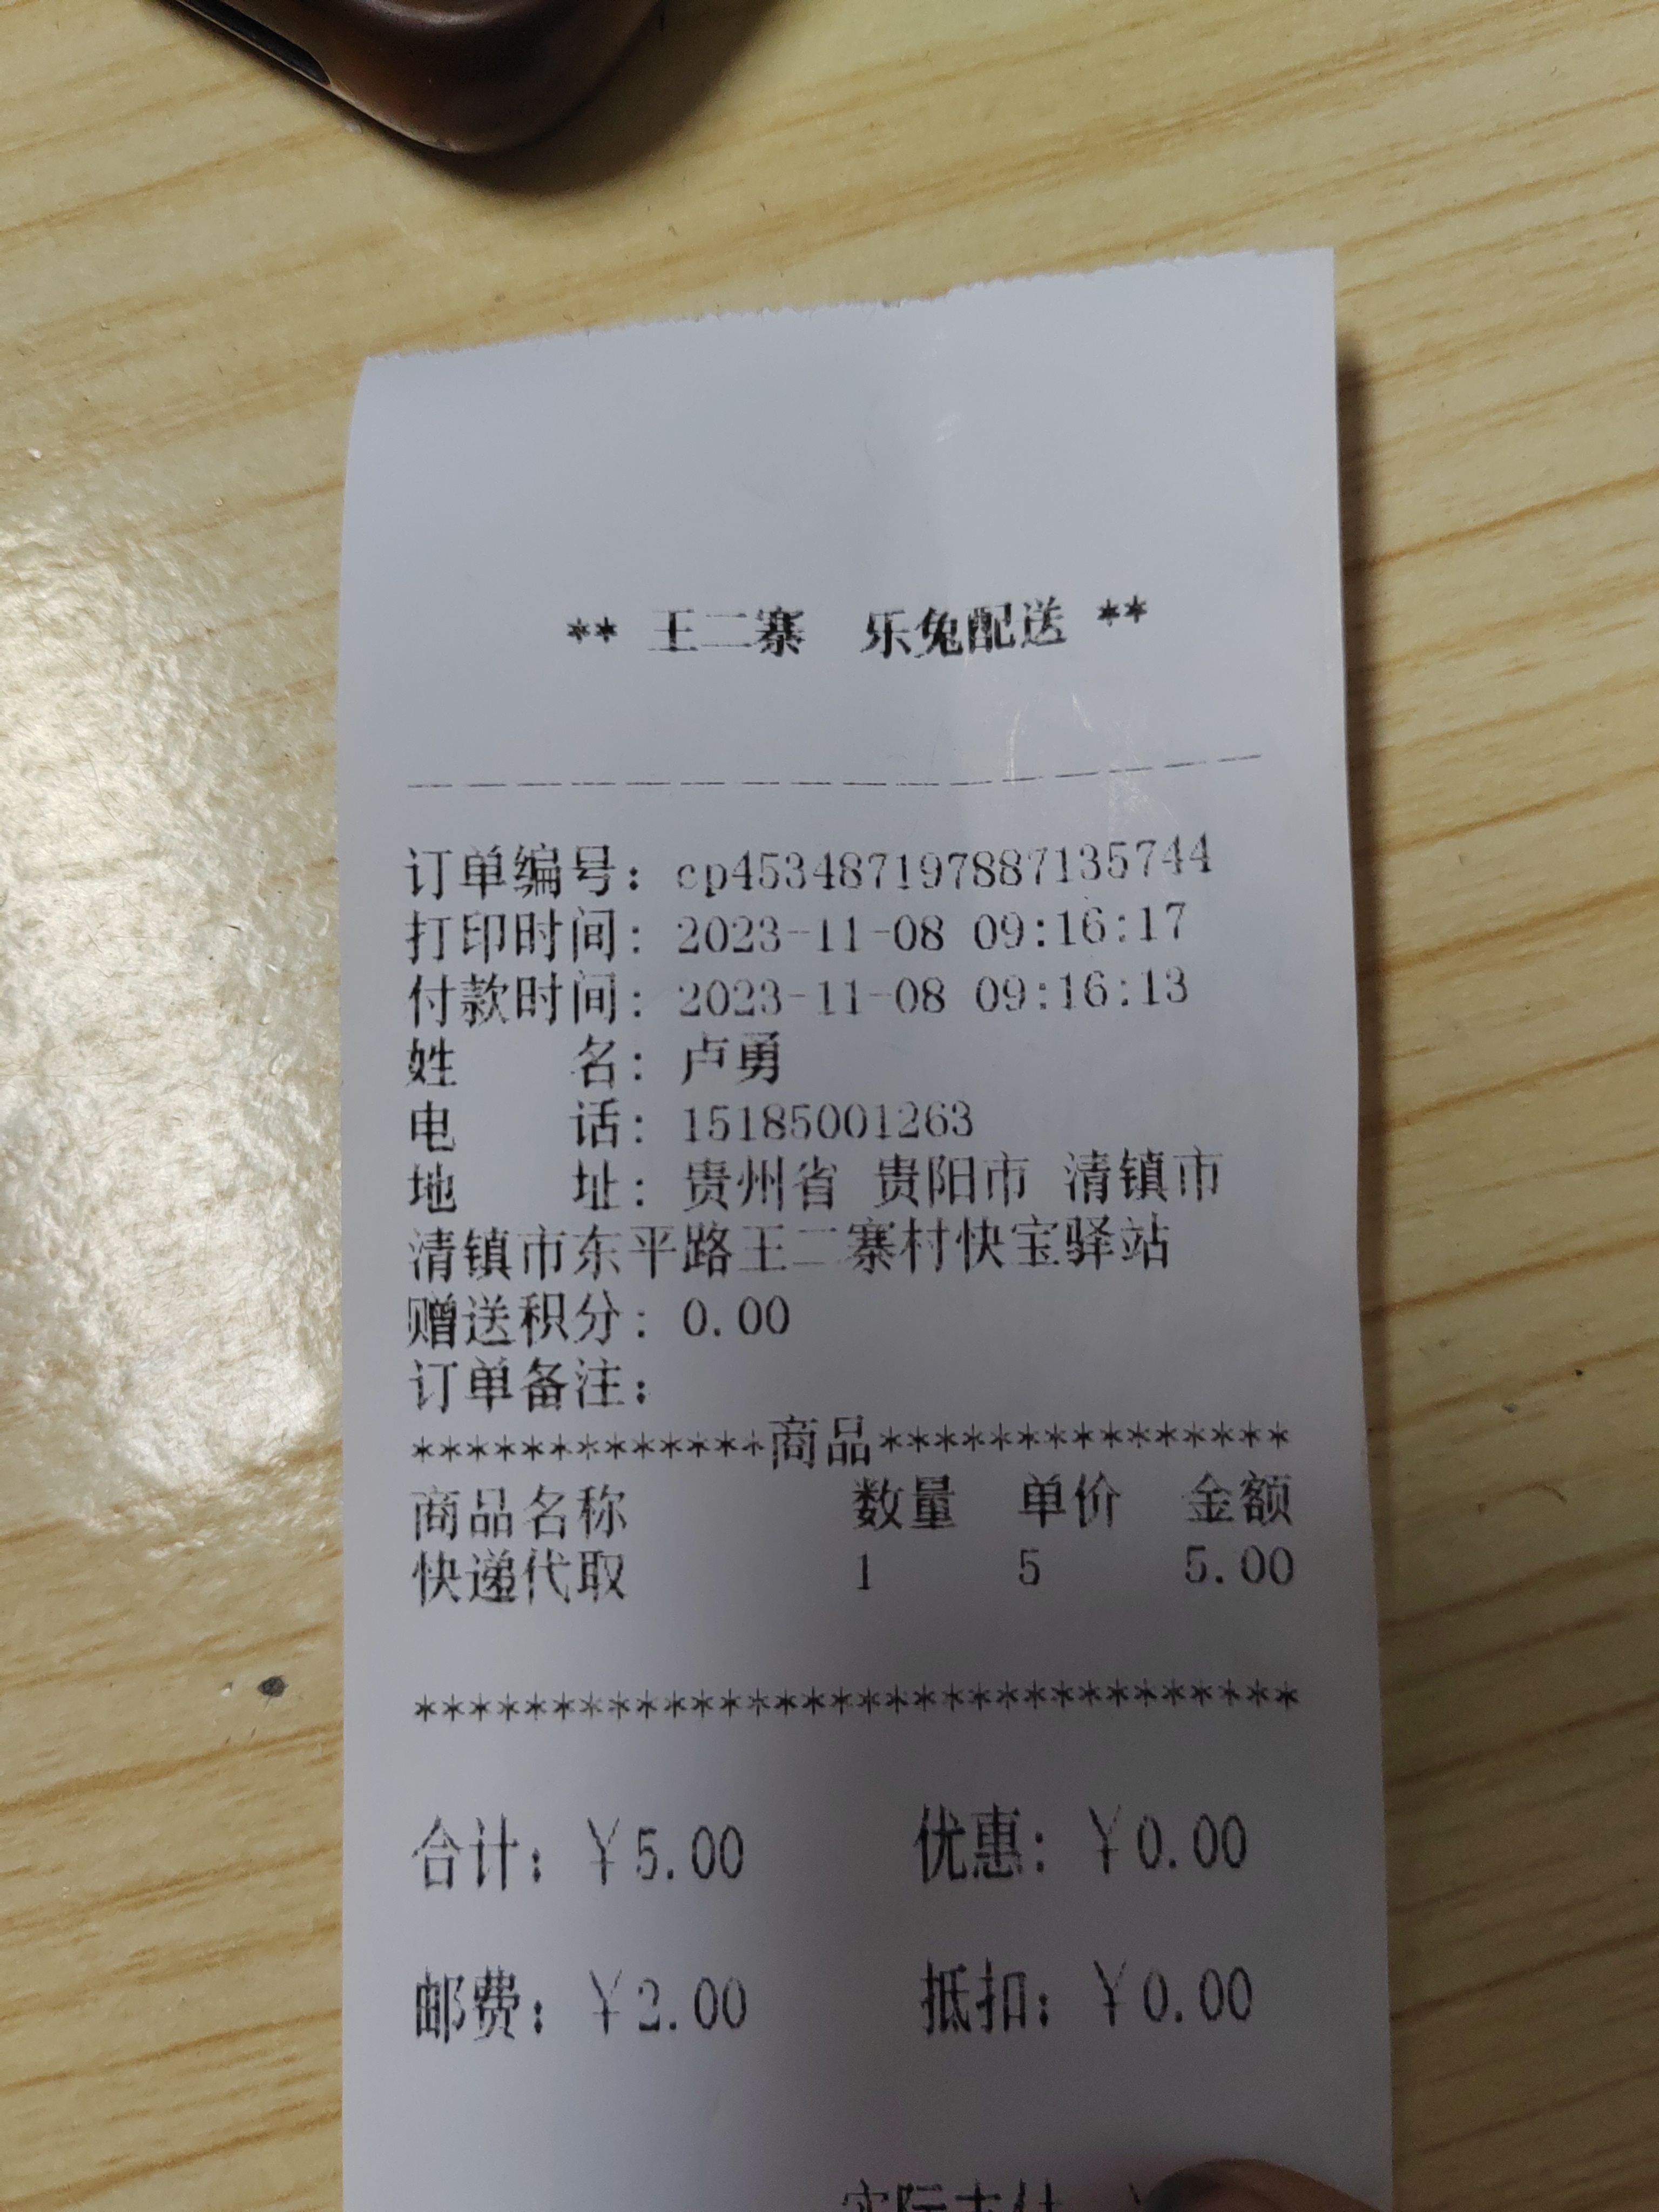 ** 王二寨 乐兔配送 **
订单编号：cp453487197887135744
打印时间：2023-11-08 09:16:17
付款时间：2023-11-08 09:16:13
姓 名：卢勇
电 话：15185001263
地 址：贵州省 贵阳市 清镇市
清镇市东平路王二寨村快宝驿站
赠送积分：0.00
订单备注：
*************商品***************
商品名称 数量 单价 金额
快递代取 1 5 5.00
********************************
合计：￥5.00 优惠：￥0.00
邮费：￥2.00 抵扣：￥0.00
实际支付